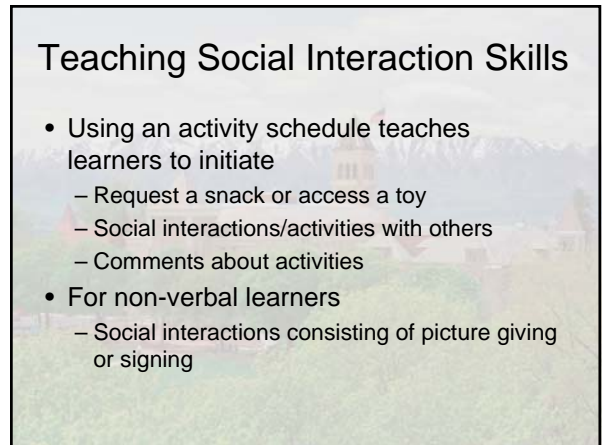 Teaching Social Interaction Skills
• Using an activity schedule teaches
learners to initiate
– Request a snack or access a toy
– Social interactions/activities with others
– Comments about activities
• For non-verbal learners
– Social interactions consisting of picture giving
or signing